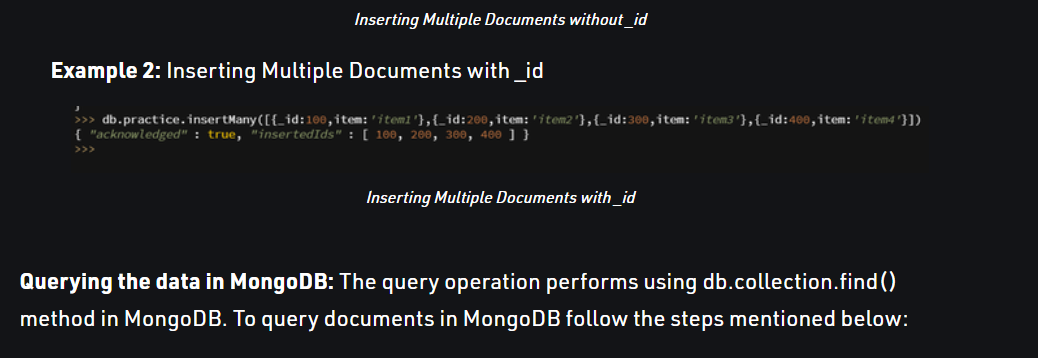 Inserting Multiple Documents without_id
Example 2: Inserting Multiple Documents with _id
,
>>> db.practice.insertMany([{_id:100,item:'item1'},{_id:200,item:'item2'},{_id:300,item:'item3'},{_id:400,item:'item4'}])
{ "acknowledged" : true, "insertedIds" : [ 100, 200, 300, 400 ] }
>>>
Inserting Multiple Documents with _id
Querying the data in MongoDB: The query operation performs using db.collection.find()
method in MongoDB. To query documents in MongoDB follow the steps mentioned below: